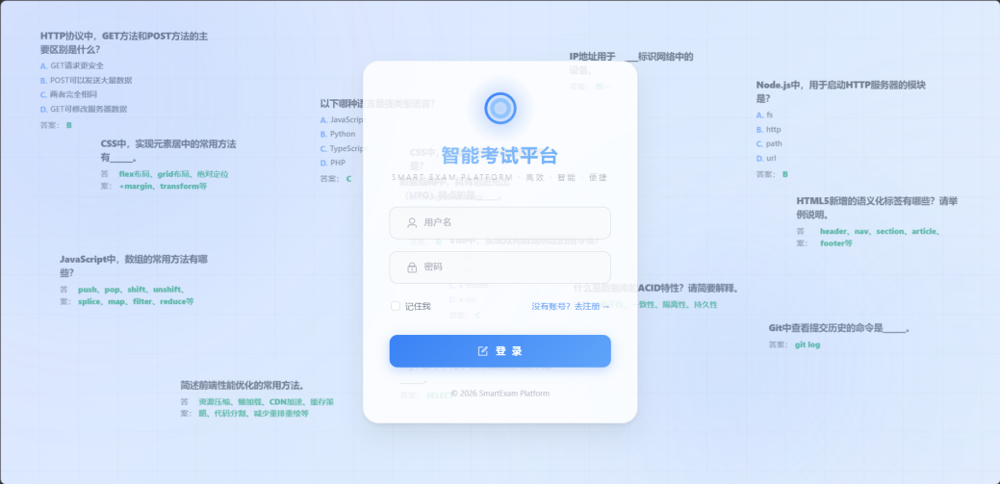 HTTP协议中，GET方法和POST方法的主
要区别是什么？
A. GET请求更安全
B. POST可以发送大量数据
C. 两者完全相同
D. GET可修改服务器数据
答案： B
CSS中，实现元素居中的常用方法
有_____。
答 flex布局、grid布局、绝对定位
案： +margin、transform等
JavaScript中，数组的常用方法有哪
些？
答 push、pop、shift、unshift、
案： splice、map、filter、reduce等
简述前端性能优化的常用方法。
答 资源压缩、懒加载、CDN加速、缓存策
案： 略、代码分割、减少重排重绘等
以下哪种语言是强类型语言？
A. JavaScript
B. Python
C. TypeScript
D. PHP
答案： C
智能考试平台
SMART EXAM PLATFORM · 高效 · 智能 · 便捷
用户名
密码
记住我
没有账号？去注册 →
登 录
© 2026 SmartExam Platform
IP地址用于_____标识网络中的
设备。
什么是数据库的ACID特性？请简要解释。
一致性、隔离性、持久性
Node.js中，用于启动HTTP服务器的模块
是？
A. fs
B. http
C. path
D. url
答案： B
HTML5新增的语义化标签有哪些？请举
例说明。
答 header、nav、section、article、
案： footer等
Git中查看提交历史的命令是_____。
答案： git log